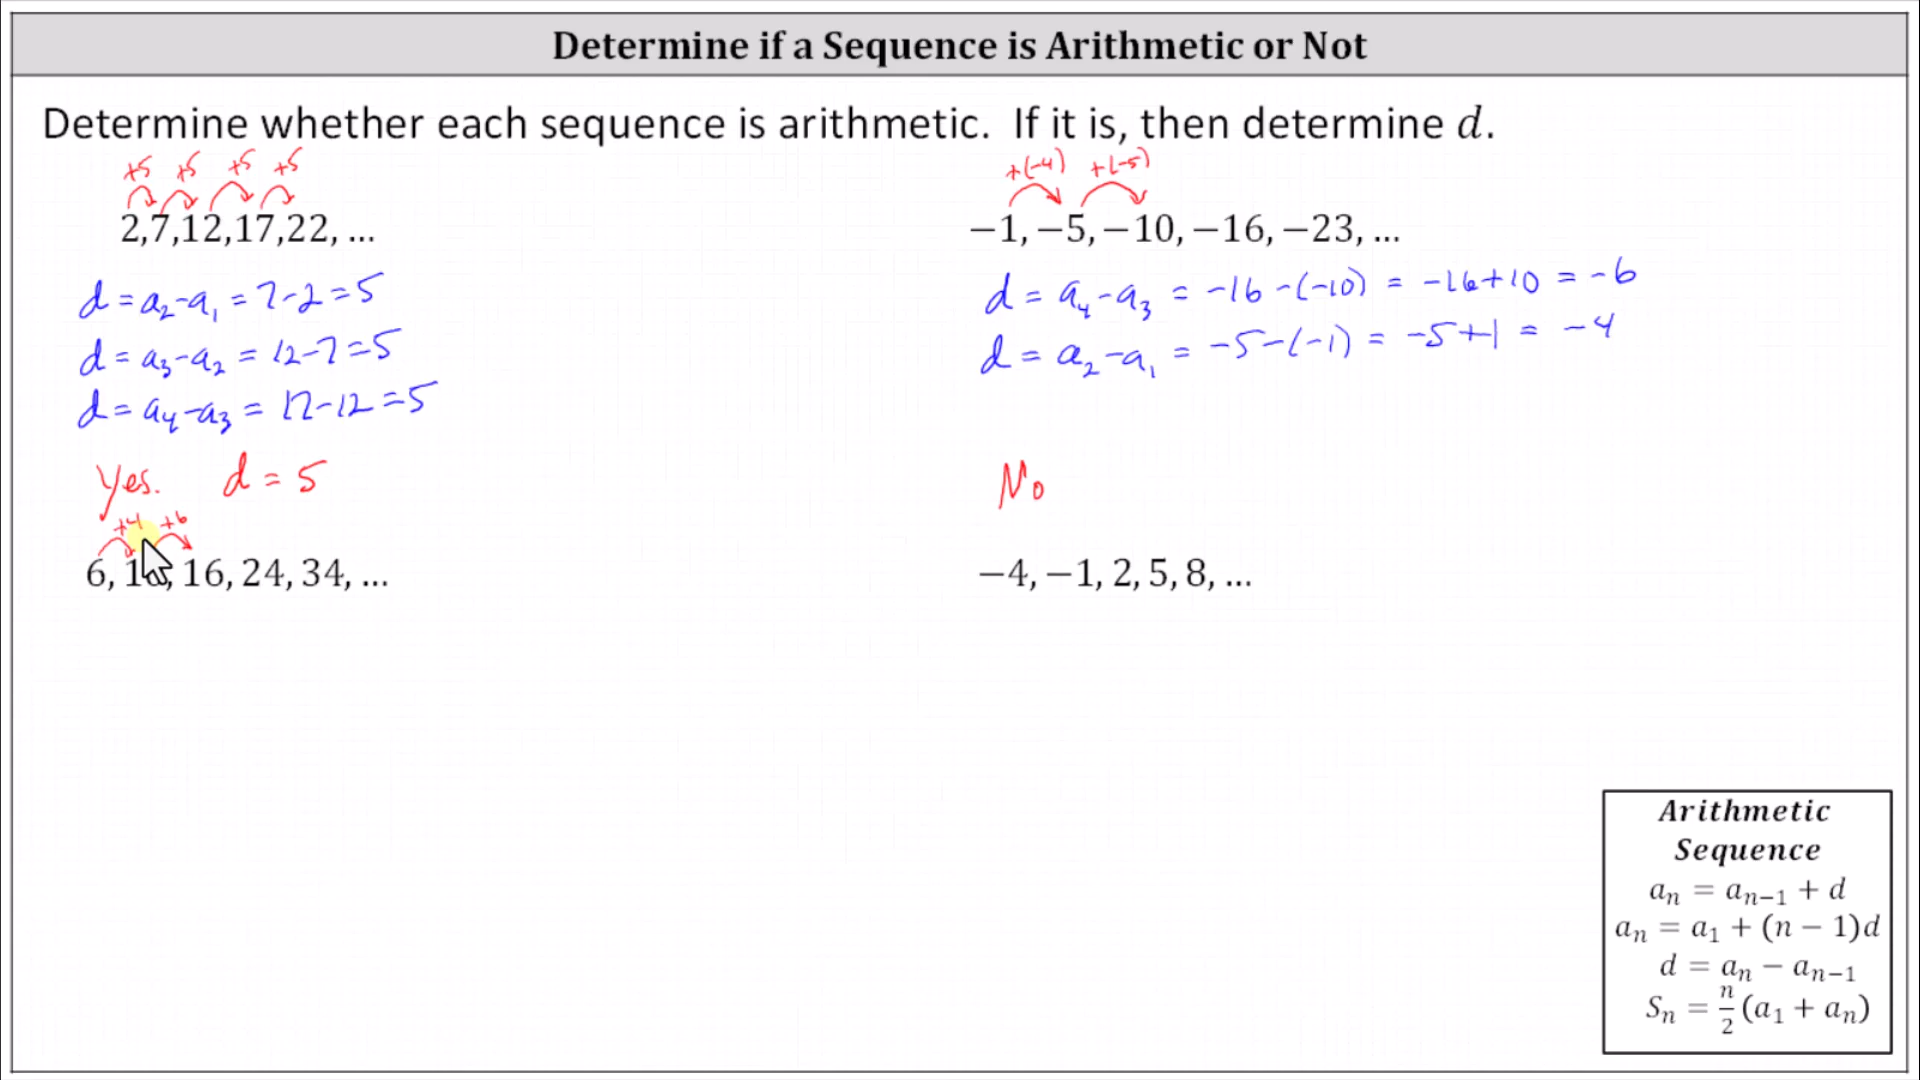 Determine if a Sequence is Arithmetic or Not
Determine whether each sequence is arithmetic. If it is, then determine d.
+5 +5 +5 +5
2,7,12,17,22, ...
d = a₂-a₁ = 7-2 = 5
d = a₃-a₂ = 12-7 = 5
d = a₄-a₃ = 17-12 = 5
Yes. d = 5
+(-4) +(-5)
−1, −5, −10, −16, −23, ...
d = a₄-a₃ = -16-(-10) = -16+10 = -6
d = a₂-a₁ = -5-(-1) = -5+1 = -4
No
+4 +6
6, 10, 16, 24, 34, ...
−4, −1, 2, 5, 8, ...
Arithmetic
Sequence
aₙ = aₙ₋₁ + d
aₙ = a₁ + (n − 1)d
d = aₙ − aₙ₋₁
Sₙ = n/2 (a₁ + aₙ)